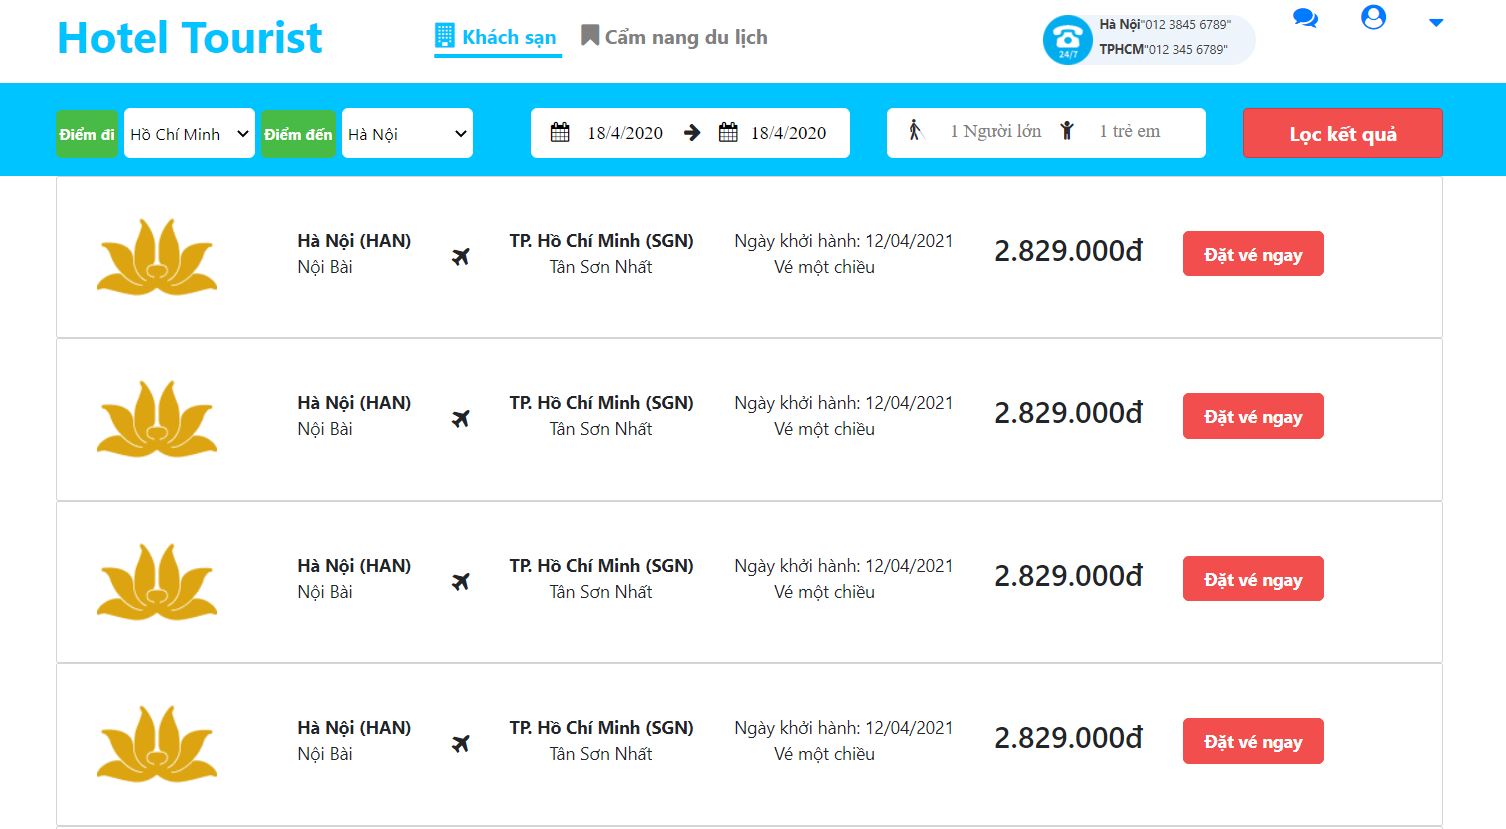 Hotel Tourist
Khách sạn
Cẩm nang du lịch
24/7
Hà Nội"012 3845 6789"
TPHCM"012 345 6789"
Điểm đi
Hồ Chí Minh
Điểm đến
Hà Nội
18/4/2020
18/4/2020
1 Người lớn
1 trẻ em
Lọc kết quả
Hà Nội (HAN)
Nội Bài
TP. Hồ Chí Minh (SGN)
Tân Sơn Nhất
Ngày khởi hành: 12/04/2021
Vé một chiều
2.829.000đ
Đặt vé ngay
Hà Nội (HAN)
Nội Bài
TP. Hồ Chí Minh (SGN)
Tân Sơn Nhất
Ngày khởi hành: 12/04/2021
Vé một chiều
2.829.000đ
Đặt vé ngay
Hà Nội (HAN)
Nội Bài
TP. Hồ Chí Minh (SGN)
Tân Sơn Nhất
Ngày khởi hành: 12/04/2021
Vé một chiều
2.829.000đ
Đặt vé ngay
Hà Nội (HAN)
Nội Bài
TP. Hồ Chí Minh (SGN)
Tân Sơn Nhất
Ngày khởi hành: 12/04/2021
Vé một chiều
2.829.000đ
Đặt vé ngay